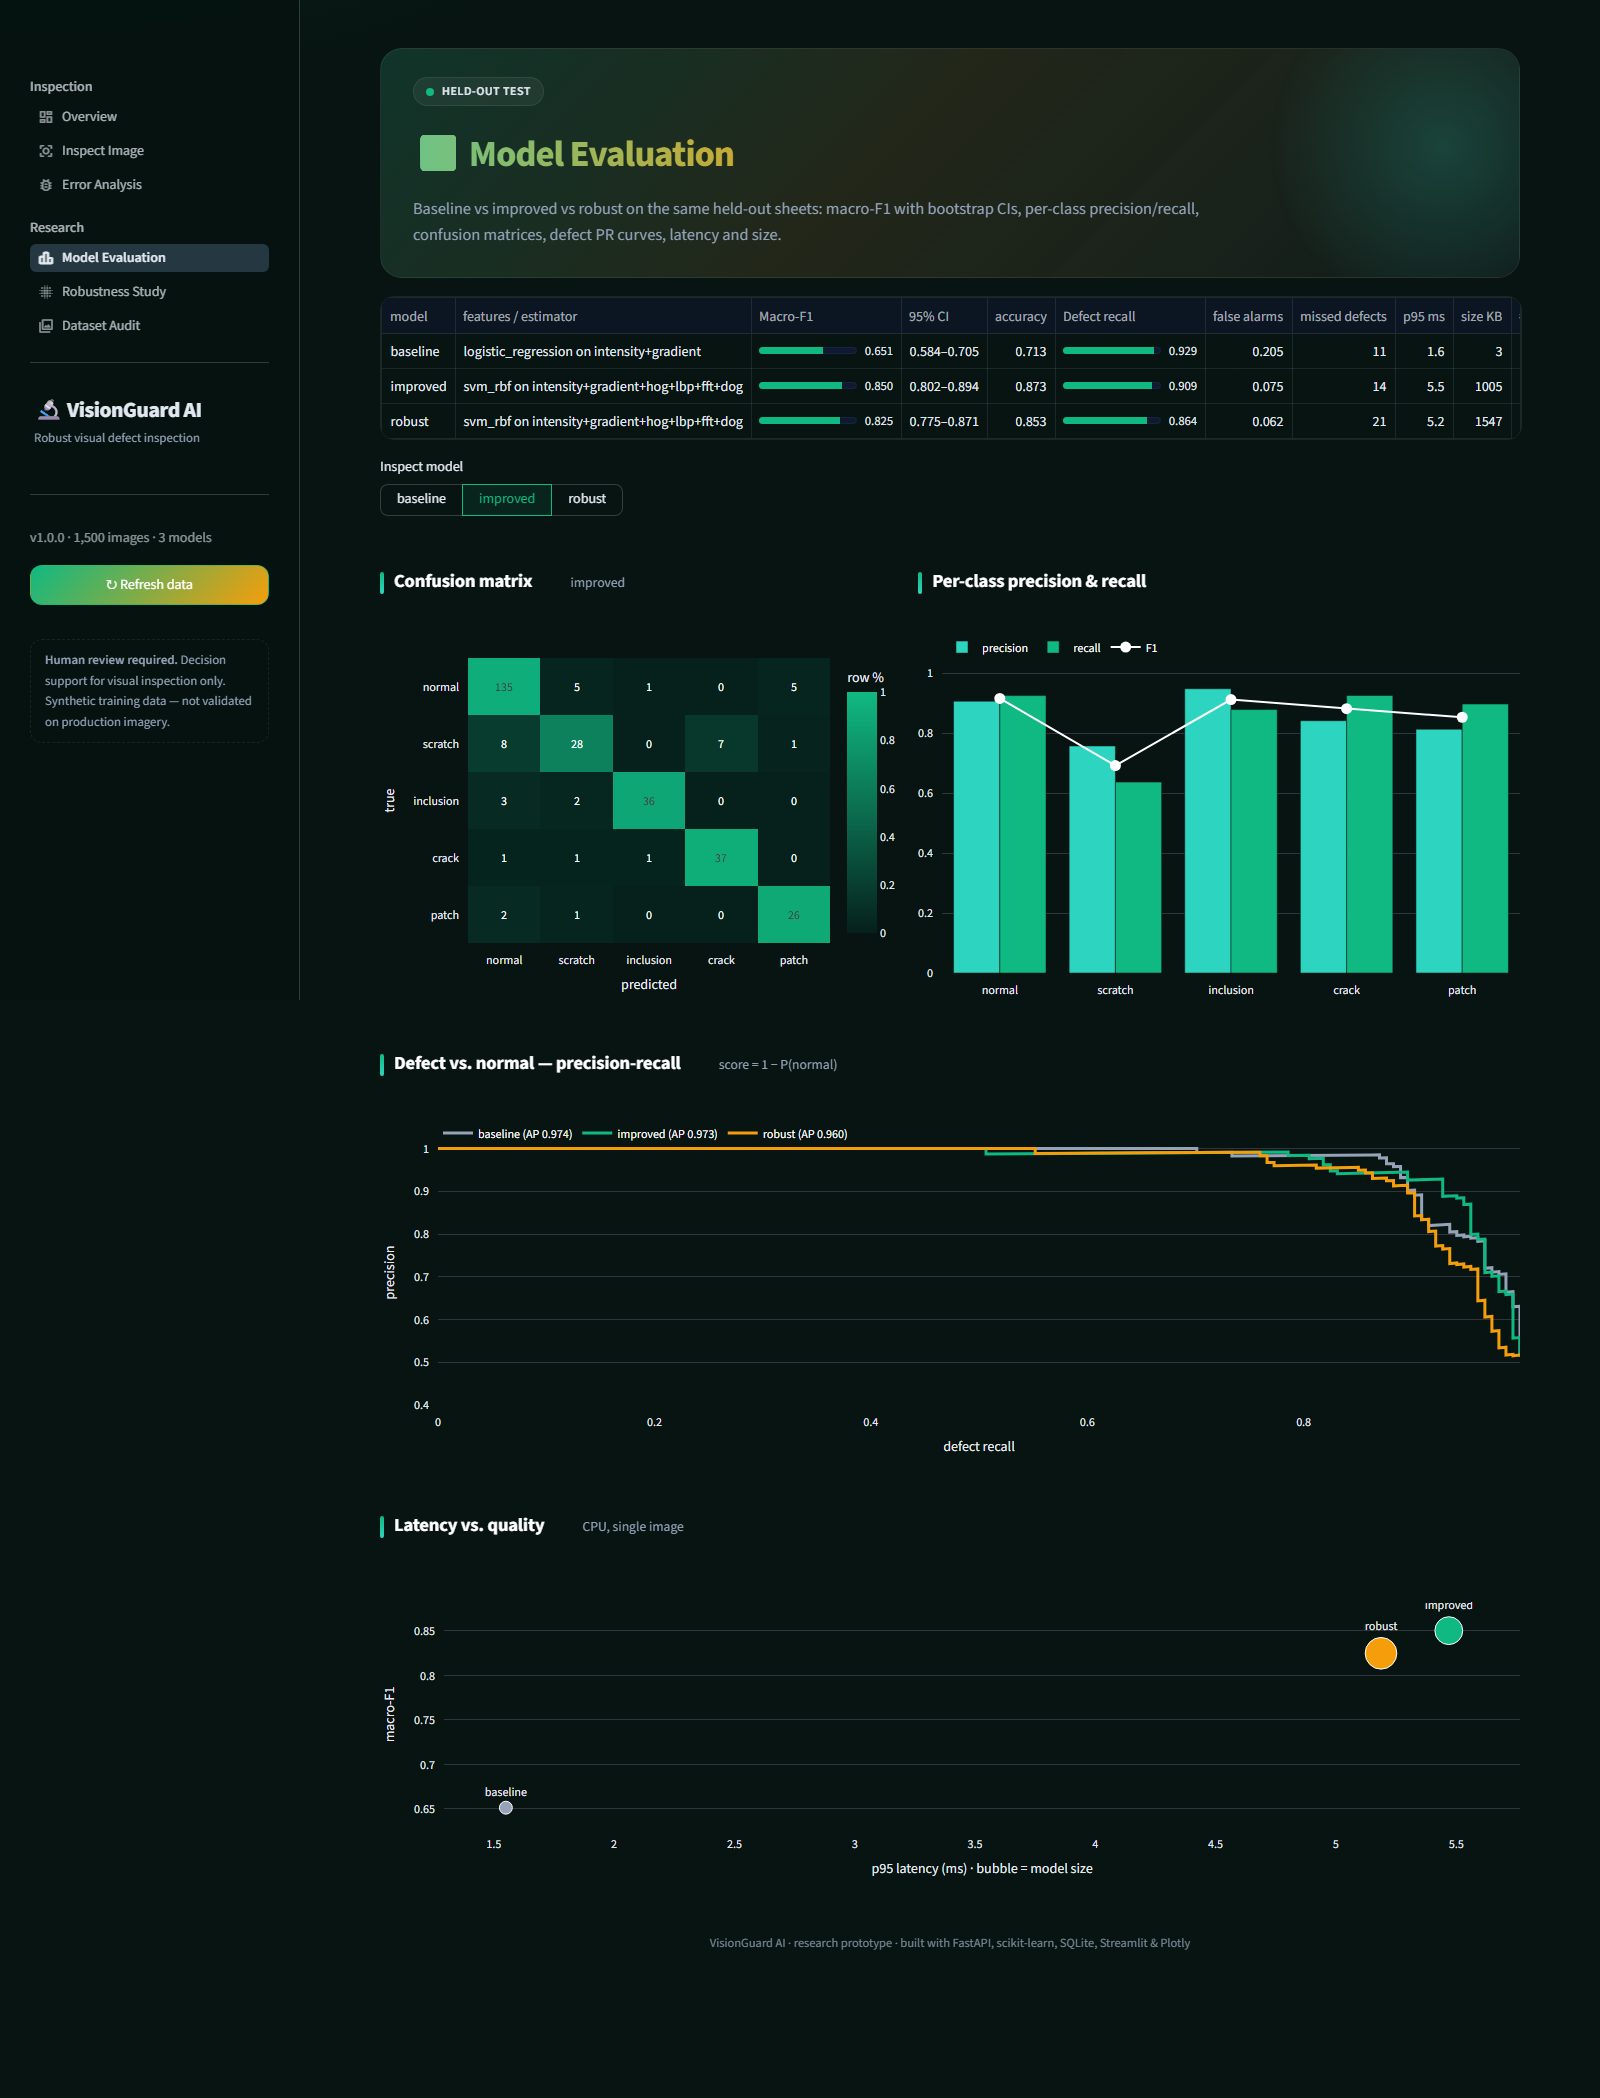 Inspection
Overview
Inspect Image
Error Analysis
Research
Model Evaluation
Robustness Study
Dataset Audit
🔬 VisionGuard AI
Robust visual defect inspection
v1.0.0 · 1,500 images · 3 models
↻ Refresh data
Human review required. Decision
support for visual inspection only.
Synthetic training data — not validated
on production imagery.
HELD-OUT TEST
Model Evaluation
Baseline vs improved vs robust on the same held-out sheets: macro-F1 with bootstrap CIs, per-class precision/recall,
confusion matrices, defect PR curves, latency and size.
model features / estimator Macro-F1 95% CI accuracy Defect recall false alarms missed defects p95 ms size KB
baseline logistic_regression on intensity+gradient 0.651 0.584–0.705 0.713 0.929 0.205 11 1.6 3
improved svm_rbf on intensity+gradient+hog+lbp+fft+dog 0.850 0.802–0.894 0.873 0.909 0.075 14 5.5 1005
robust svm_rbf on intensity+gradient+hog+lbp+fft+dog 0.825 0.775–0.871 0.853 0.864 0.062 21 5.2 1547
Inspect model
baseline improved robust
Confusion matrix improved
row %
1
0.8
0.6
0.4
0.2
0
true
normal 135 5 1 0 5
scratch 8 28 0 7 1
inclusion 3 2 36 0 0
crack 1 1 1 37 0
patch 2 1 0 0 26
normal scratch inclusion crack patch
predicted
Per-class precision & recall
precision recall F1
1
0.8
0.6
0.4
0.2
0
normal scratch inclusion crack patch
Defect vs. normal — precision-recall score = 1 − P(normal)
baseline (AP 0.974) improved (AP 0.973) robust (AP 0.960)
precision
1
0.9
0.8
0.7
0.6
0.5
0.4
0 0.2 0.4 0.6 0.8
defect recall
Latency vs. quality CPU, single image
improved
robust
baseline
macro-F1
0.85
0.8
0.75
0.7
0.65
1.5 2 2.5 3 3.5 4 4.5 5 5.5
p95 latency (ms) · bubble = model size
VisionGuard AI · research prototype · built with FastAPI, scikit-learn, SQLite, Streamlit & Plotly